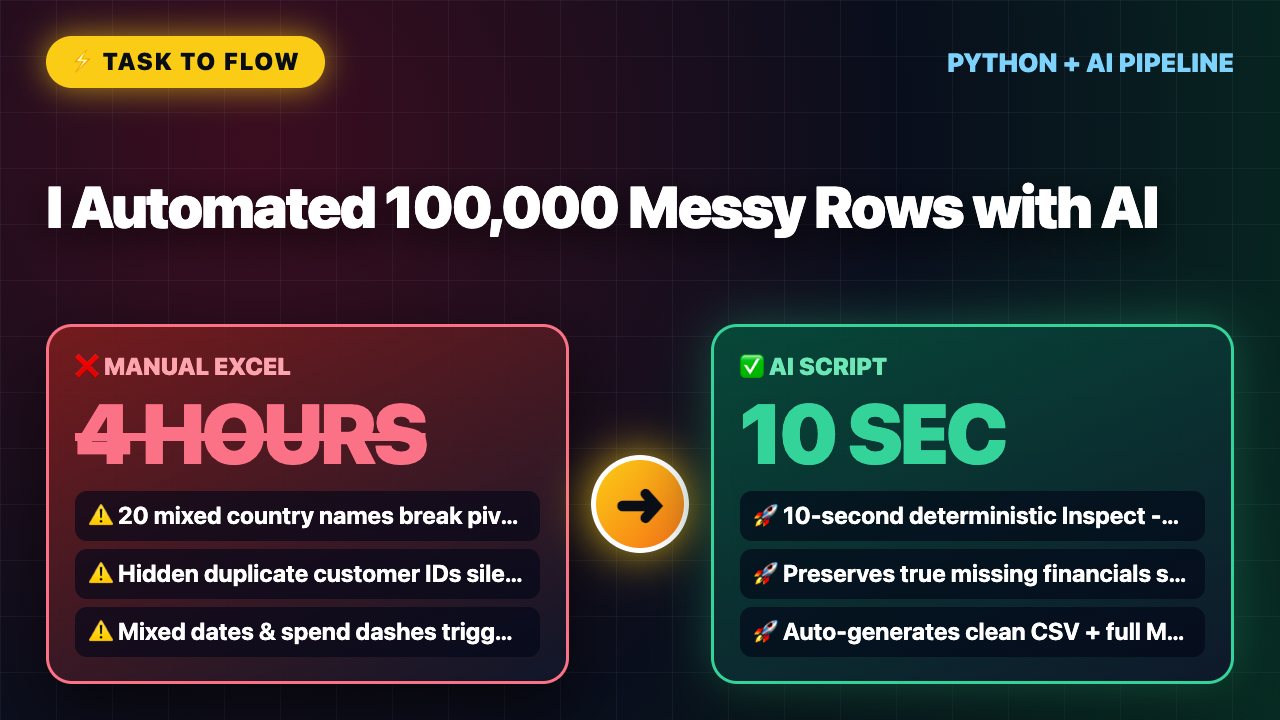 ⚡ TASK TO FLOW
PYTHON + AI PIPELINE
I Automated 100,000 Messy Rows with AI
❌ MANUAL EXCEL
4 HOURS
⚠️ 20 mixed country names break piv...
⚠️ Hidden duplicate customer IDs sile...
⚠️ Mixed dates & spend dashes trigg...
➜
✅ AI SCRIPT
10 SEC
🚀 10-second deterministic Inspect -...
🚀 Preserves true missing financials s...
🚀 Auto-generates clean CSV + full M...